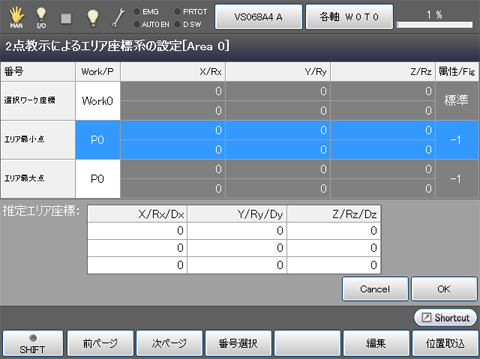 EMG PRTCT
MAN I/O AUTO EN D SW VS068A4 A 各軸 W0T0 1 %
2点教示によるエリア座標系の設定[Area 0]
番号 Work/P X/Rx Y/Ry Z/Rz 属性/Fig
選択ワーク座標 Work0 0 0 0 標準
0 0 0
エリア最小点 P0 0 0 0 -1
0 0 0
エリア最大点 P0 0 0 0 -1
0 0 0
推定エリア座標: X/Rx/Dx Y/Ry/Dy Z/Rz/Dz
0 0 0
0 0 0
0 0 0
Cancel OK
Shortcut
SHIFT 前ページ 次ページ 番号選択 編集 位置取込